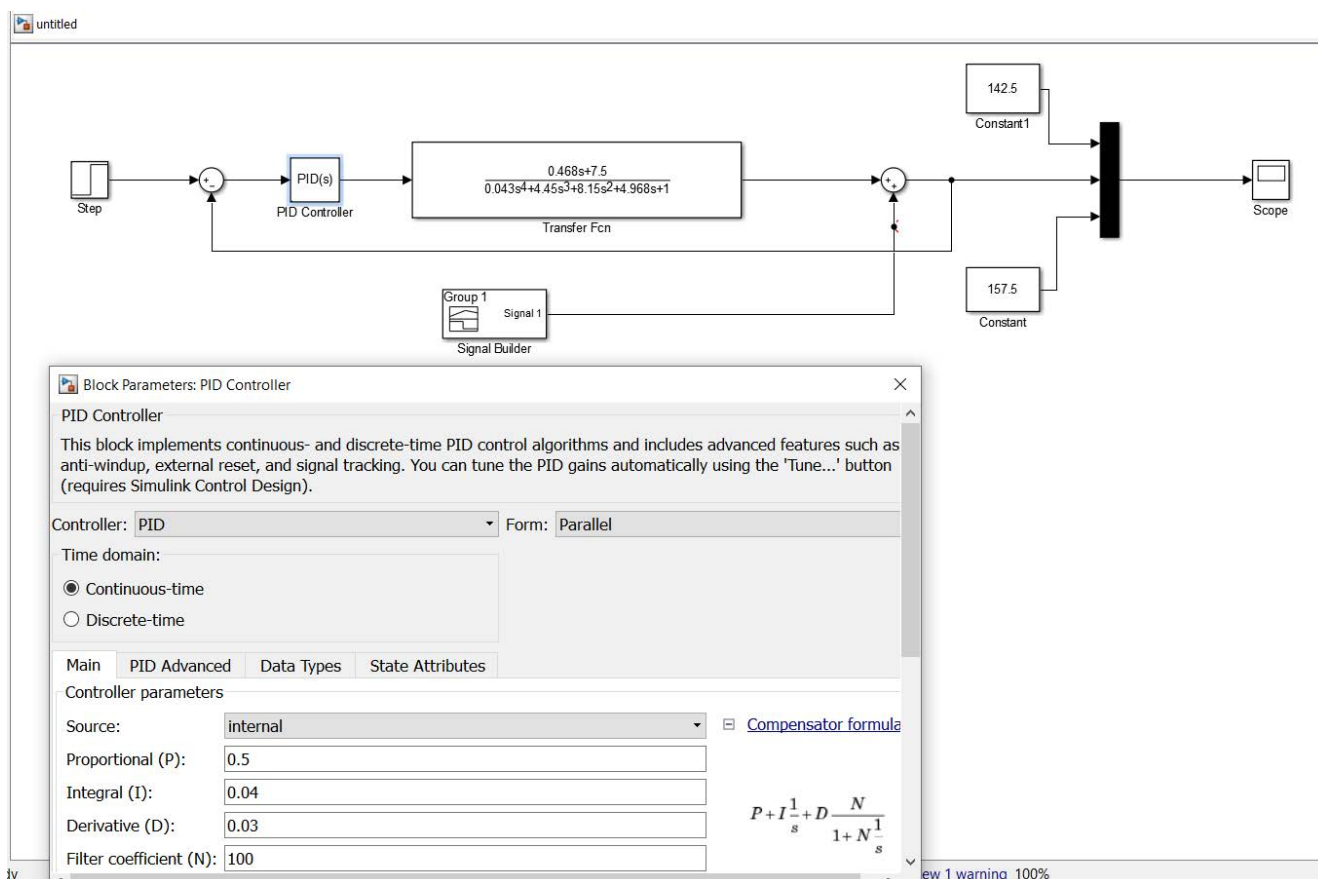 untitled
142.5
Constant1
Step
PID(s)
PID Controller
0.468s+7.5
0.043s⁴+4.45s³+8.15s²+4.968s+1
Transfer Fcn
Scope
157.5
Constant
Group 1
Signal 1
Signal Builder
Block Parameters: PID Controller
PID Controller
This block implements continuous- and discrete-time PID control algorithms and includes advanced features such as
anti-windup, external reset, and signal tracking. You can tune the PID gains automatically using the 'Tune...' button
(requires Simulink Control Design).
Controller: PID Form: Parallel
Time domain:
Continuous-time
Discrete-time
Main PID Advanced Data Types State Attributes
Controller parameters
Source: internal Compensator formula
Proportional (P): 0.5
Integral (I): 0.04
Derivative (D): 0.03
P+I 1/s +D N/(1+N 1/s)
Filter coefficient (N): 100
ew 1 warning 100%